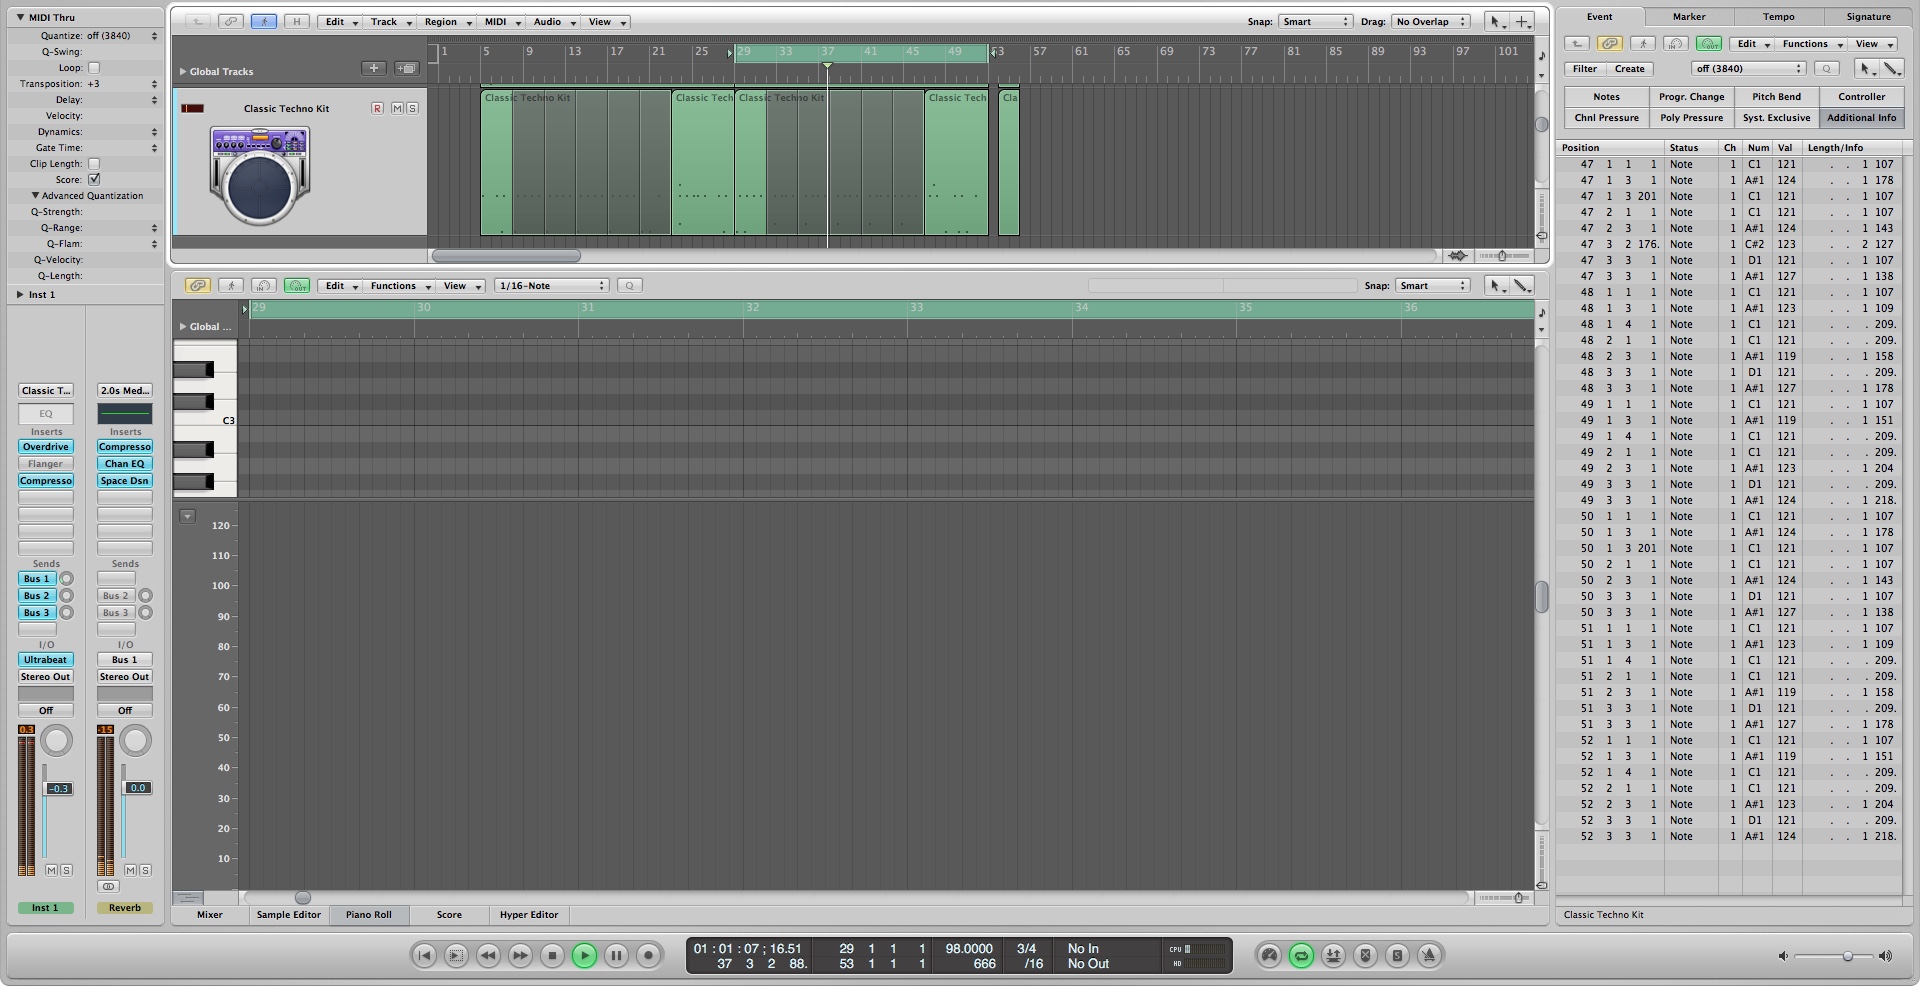 MIDI Thru
Quantize: off (3840)
Q-Swing:
Loop:
Transposition: +3
Delay:
Velocity:
Dynamics:
Gate Time:
Clip Length:
Score:
Advanced Quantization
Q-Strength:
Q-Range:
Q-Flam:
Q-Velocity:
Q-Length:
Inst 1
Classic T... 2.0s Med...
EQ
Inserts Inserts
Overdrive Compresso
Flanger Chan EQ
Compresso Space Dsn
Sends Sends
Bus 1
Bus 2 Bus 2
Bus 3 Bus 3
I/O I/O
Ultrabeat Bus 1
Stereo Out Stereo Out
Off Off
0.3 -15
-0.3 0.0
M S M S
Inst 1 Reverb
H Edit Track Region MIDI Audio View Snap: Smart Drag: No Overlap
1 5 9 13 17 21 25 29 33 37 41 45 49 53 57 61 65 69 73 77 81 85 89 93 97 101
Global Tracks
Classic Techno Kit R M S
Classic Techno Kit Classic Tech Classic Techno Kit Classic Tech Cla
Edit Functions View 1/16-Note Q Snap: Smart
29 30 31 32 33 34 35 36
Global ...
C3
120
110
100
90
80
70
60
50
40
30
20
10
Mixer Sample Editor Piano Roll Score Hyper Editor
Event Marker Tempo Signature
IN OUT Edit Functions View
Filter Create off (3840) Q
Notes Progr. Change Pitch Bend Controller
Chnl Pressure Poly Pressure Syst. Exclusive Additional Info
Position Status Ch Num Val Length/Info
47 1 1 1 Note 1 C1 121 . . 1 107
47 1 3 1 Note 1 A#1 124 . . 1 178
47 1 3 201 Note 1 C1 121 . . 1 107
47 2 1 1 Note 1 C1 121 . . 1 107
47 2 3 1 Note 1 A#1 124 . . 1 143
47 3 2 176. Note 1 C#2 123 . . 2 127
47 3 3 1 Note 1 D1 121 . . 1 107
47 3 3 1 Note 1 A#1 127 . . 1 138
48 1 1 1 Note 1 C1 121 . . 1 107
48 1 3 1 Note 1 A#1 123 . . 1 109
48 1 4 1 Note 1 C1 121 . . . 209.
48 2 1 1 Note 1 C1 121 . . . 209.
48 2 3 1 Note 1 A#1 119 . . 1 158
48 3 3 1 Note 1 D1 121 . . . 209.
48 3 3 1 Note 1 A#1 127 . . 1 178
49 1 1 1 Note 1 C1 121 . . 1 107
49 1 3 1 Note 1 A#1 119 . . 1 151
49 1 4 1 Note 1 C1 121 . . . 209.
49 2 1 1 Note 1 C1 121 . . . 209.
49 2 3 1 Note 1 A#1 123 . . 1 204
49 3 3 1 Note 1 D1 121 . . . 209.
49 3 3 1 Note 1 A#1 124 . . 1 218.
50 1 1 1 Note 1 C1 121 . . 1 107
50 1 3 1 Note 1 A#1 124 . . 1 178
50 1 3 201 Note 1 C1 121 . . 1 107
50 2 1 1 Note 1 C1 121 . . 1 107
50 2 3 1 Note 1 A#1 124 . . 1 143
50 3 3 1 Note 1 D1 121 . . 1 107
50 3 3 1 Note 1 A#1 127 . . 1 138
51 1 1 1 Note 1 C1 121 . . 1 107
51 1 3 1 Note 1 A#1 123 . . 1 109
51 1 4 1 Note 1 C1 121 . . . 209.
51 2 1 1 Note 1 C1 121 . . . 209.
51 2 3 1 Note 1 A#1 119 . . 1 158
51 3 3 1 Note 1 D1 121 . . . 209.
51 3 3 1 Note 1 A#1 127 . . 1 178
52 1 1 1 Note 1 C1 121 . . 1 107
52 1 3 1 Note 1 A#1 119 . . 1 151
52 1 4 1 Note 1 C1 121 . . . 209.
52 2 1 1 Note 1 C1 121 . . . 209.
52 2 3 1 Note 1 A#1 123 . . 1 204
52 3 3 1 Note 1 D1 121 . . . 209.
52 3 3 1 Note 1 A#1 124 . . 1 218.
Classic Techno Kit
01 : 01 : 07 ; 16.51 29 1 1 1 98.0000 3/4 No In CPU
37 3 2 88. 53 1 1 1 666 /16 No Out HD
S